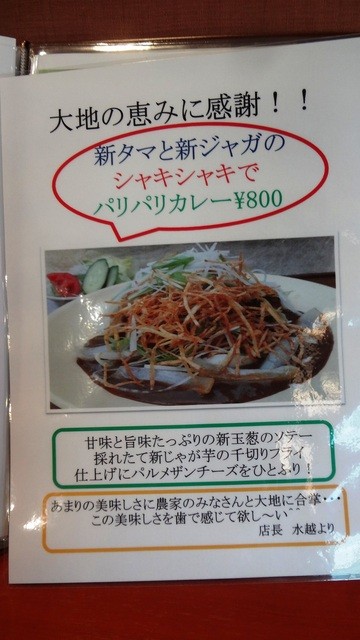 大地の恵みに感謝！！
新タマと新ジャガの
シャキシャキで
パリパリカレー¥800
甘味と旨味たっぷりの新玉葱のソテー
採れたて新じゃが芋の千切りフライ
仕上げにパルメザンチーズをひとふり！
あまりの美味しさに農家のみなさんと大地に合掌・・・
この美味しさを歯で感じて欲し～い^^
店長　水越より